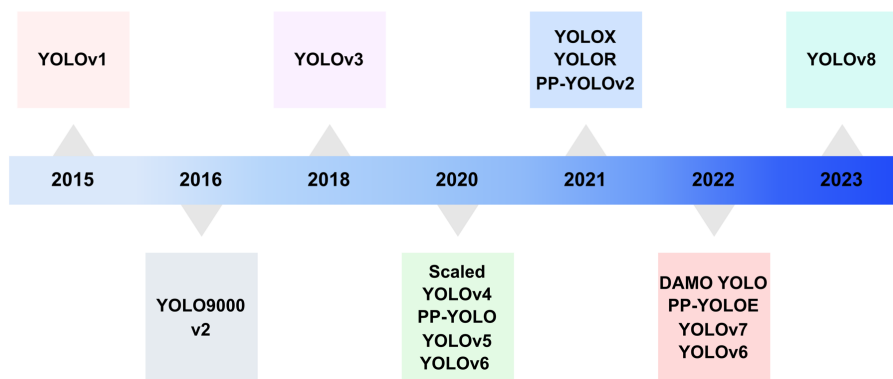 YOLOv1
YOLOv3
YOLOX
YOLOR
PP-YOLOv2
YOLOv8
2015
2016
2018
2020
2021
2022
2023
YOLO9000
v2
Scaled
YOLOv4
PP-YOLO
YOLOv5
YOLOv6
DAMO YOLO
PP-YOLOE
YOLOv7
YOLOv6